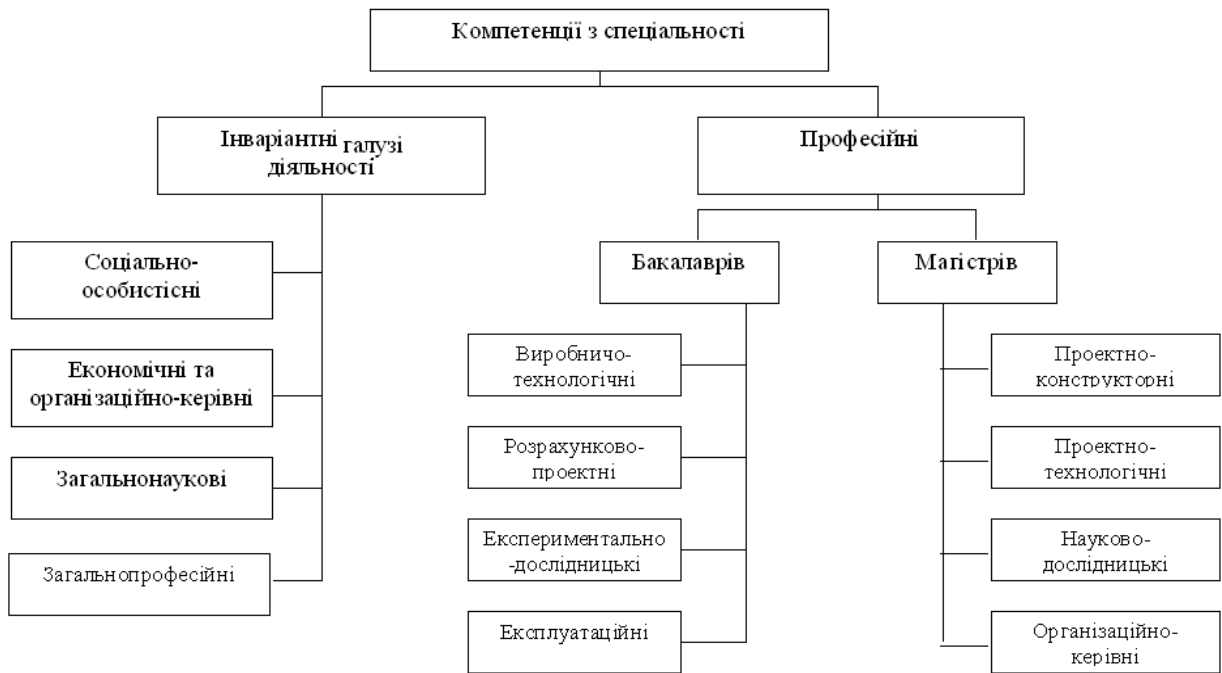 Компетенції з спеціальності
Інваріантні галузі
діяльності
Професійні
Соціально-
особистісні
Економічні та
організаційно-керівні
Загальнонаукові
Загальнопрофесійні
Бакалаврів
Магістрів
Виробничо-
технологічні
Розрахунково-
проектні
Експериментально
-дослідницькі
Експлуатаційні
Проектно-
конструкторні
Проектно-
технологічні
Науково-
дослідницькі
Організаційно-
керівні